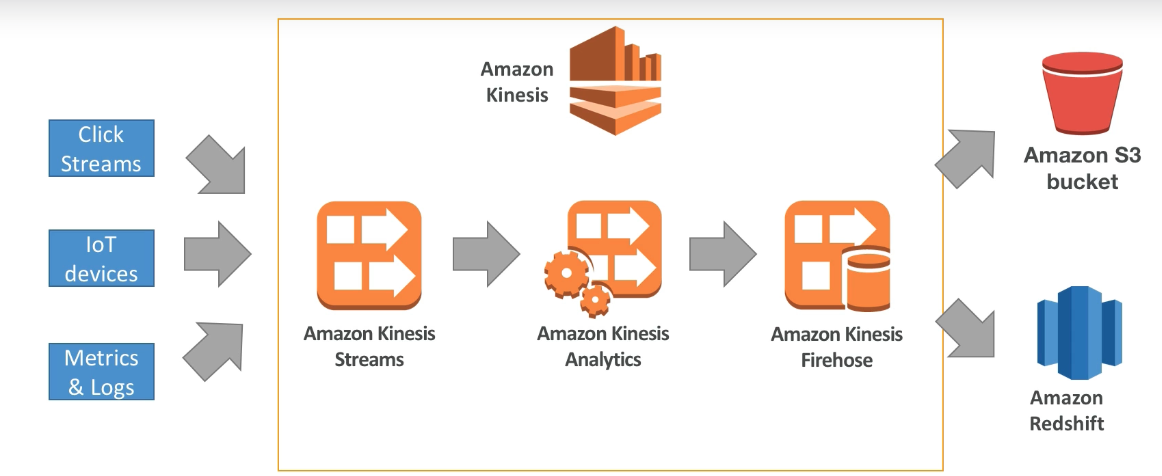 Amazon
Kinesis
Click
Streams
IoT
devices
Metrics
& Logs
Amazon Kinesis
Streams
Amazon Kinesis
Analytics
Amazon Kinesis
Firehose
Amazon S3
bucket
Amazon
Redshift